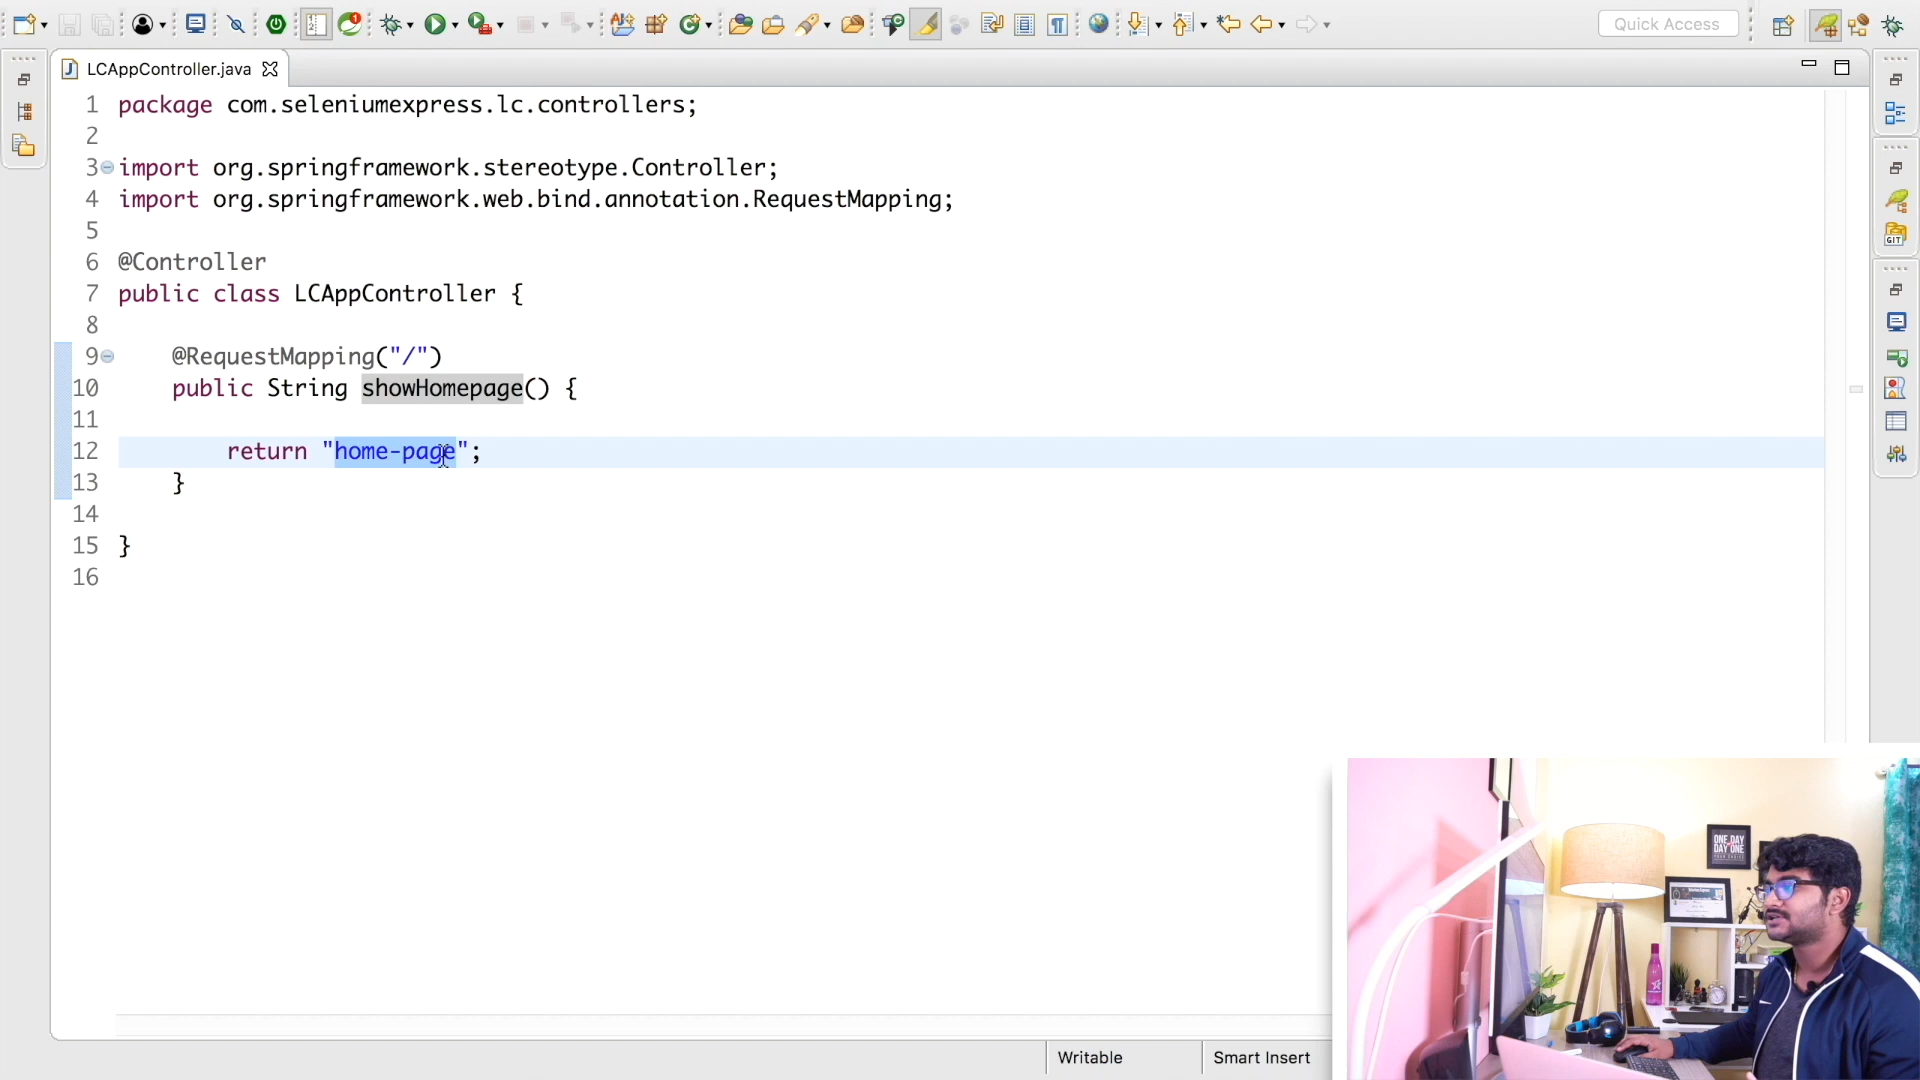 Quick Access
LCAppController.java
1 package com.seleniumexpress.lc.controllers;
2
3 import org.springframework.stereotype.Controller;
4 import org.springframework.web.bind.annotation.RequestMapping;
5
6 @Controller
7 public class LCAppController {
8
9 @RequestMapping("/")
10 public String showHomepage() {
11
12 return "home-page";
13 }
14
15 }
16
ONE DAY
DAY ONE
Writable Smart Insert